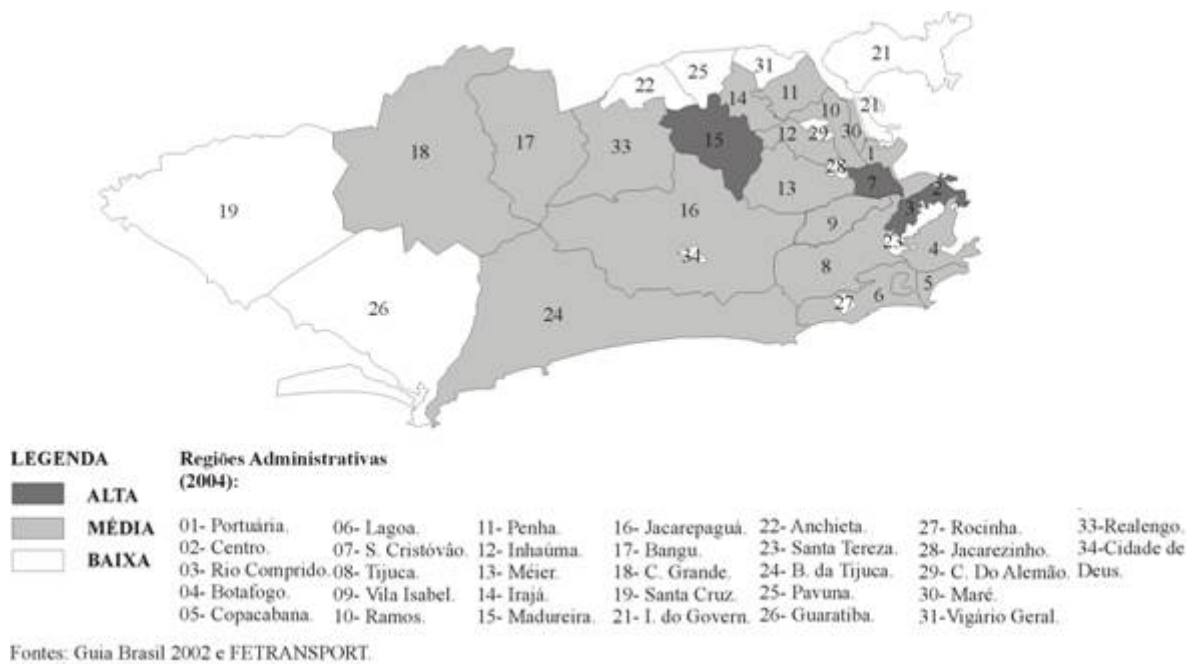 21
31
25
22
14
11
10
21
15
12
29
30
18
17
33
28
1
7
2
13
3
19
16
9
23
4
34
8
5
27
6
26
24
LEGENDA
ALTA
MÉDIA
BAIXA
Regiões Administrativas
(2004):
01- Portuária.
02- Centro.
03- Rio Comprido.
04- Botafogo.
05- Copacabana.
06- Lagoa.
07- S. Cristóvão.
08- Tijuca.
09- Vila Isabel.
10- Ramos.
11- Penha.
12- Inhaúma.
13- Méier.
14- Irajá.
15- Madureira.
16- Jacarepaguá.
17- Bangu.
18- C. Grande.
19- Santa Cruz.
21- I. do Govern.
22- Anchieta.
23- Santa Tereza.
24- B. da Tijuca.
25- Pavuna.
26- Guaratiba.
27- Rocinha.
28- Jacarezinho.
29- C. Do Alemão.
30- Maré.
31-Vigário Geral.
33-Realengo.
34-Cidade de
Deus.
Fontes: Guia Brasil 2002 e FETRANSPORT.